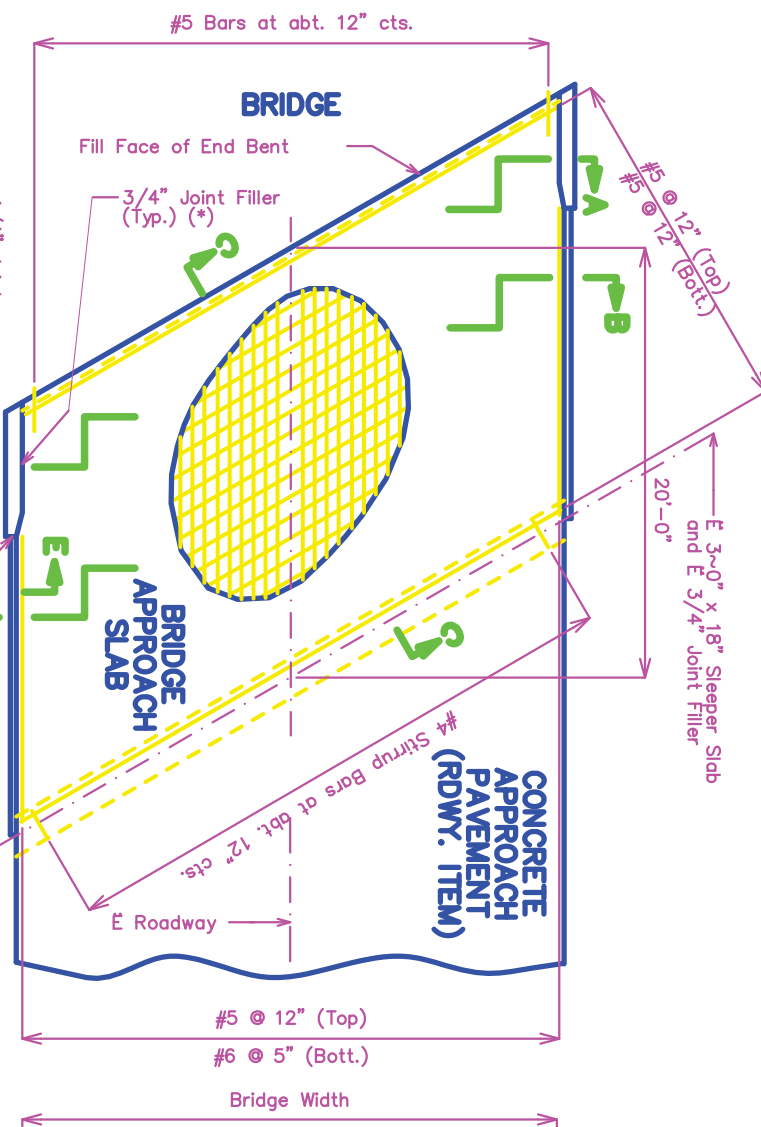 #5 Bars at abt. 12" cts.
BRIDGE
Fill Face of End Bent
3/4" Joint Filler
(Typ.) (*)
C
A
B
#5 @ 12" (Top)
#5 @ 12" (Bott.)
20'-0"
Ë 3~0" x 18" Sleeper Slab
and Ë 3/4" Joint Filler
E
BRIDGE
APPROACH
SLAB
C
#4 Stirrup Bars at abt. 12" cts.
CONCRETE
APPROACH
PAVEMENT
(RDWY. ITEM)
Ë Roadway
#5 @ 12" (Top)
#6 @ 5" (Bott.)
Bridge Width